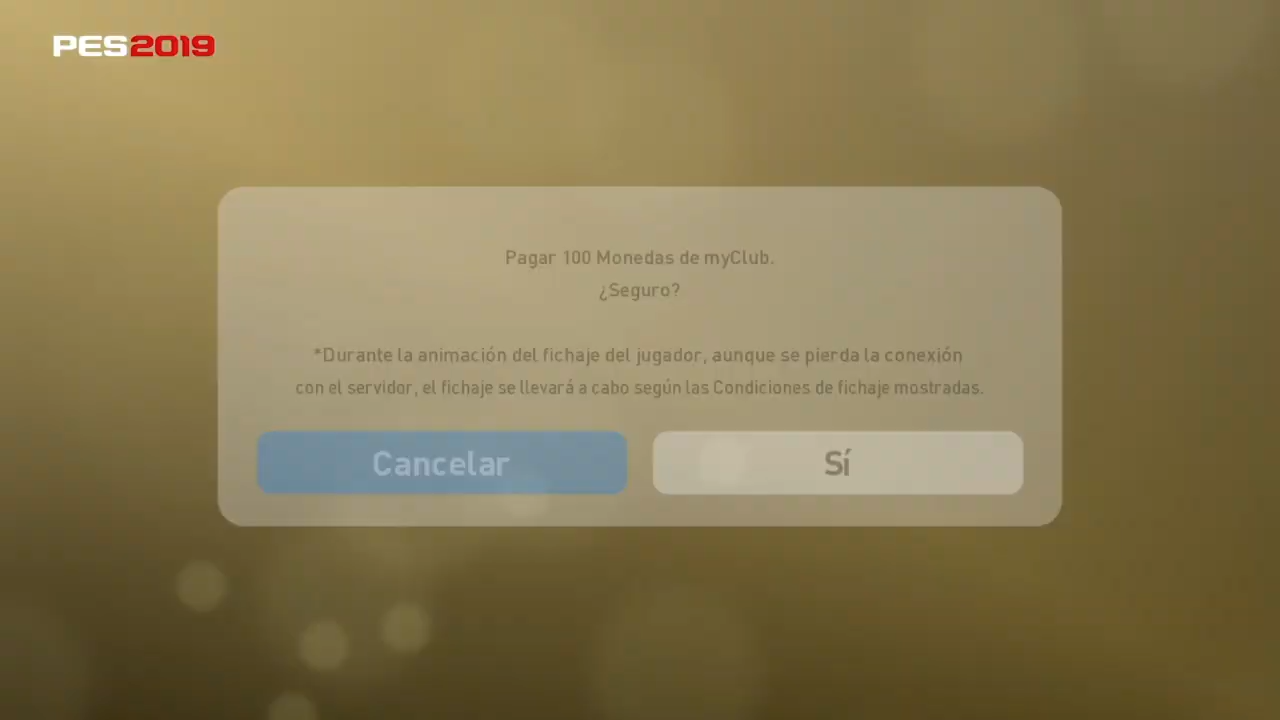 PES2019
Pagar 100 Monedas de myClub.
¿Seguro?
*Durante la animación del fichaje del jugador, aunque se pierda la conexión
con el servidor, el fichaje se llevará a cabo según las Condiciones de fichaje mostradas.
Cancelar
Sí